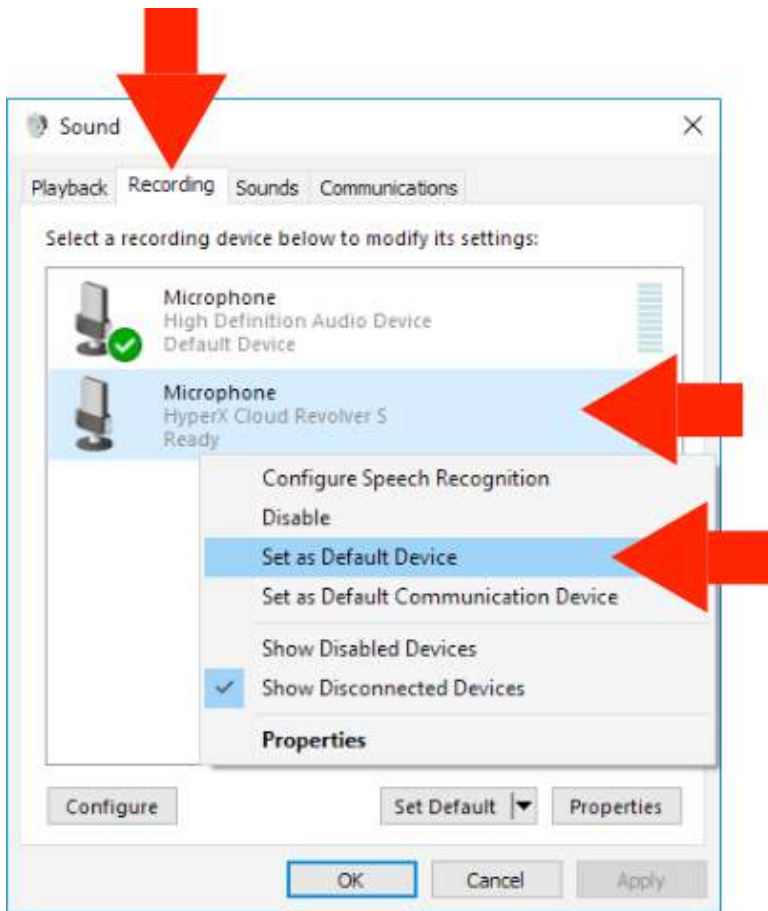 Sound
Playback Recording Sounds Communications
Select a recording device below to modify its settings:
Microphone
High Definition Audio Device
Default Device
Microphone
HyperX Cloud Revolver S
Ready
Configure Speech Recognition
Disable
Set as Default Device
Set as Default Communication Device
Show Disabled Devices
Show Disconnected Devices
Properties
Configure Set Default Properties
OK Cancel Apply